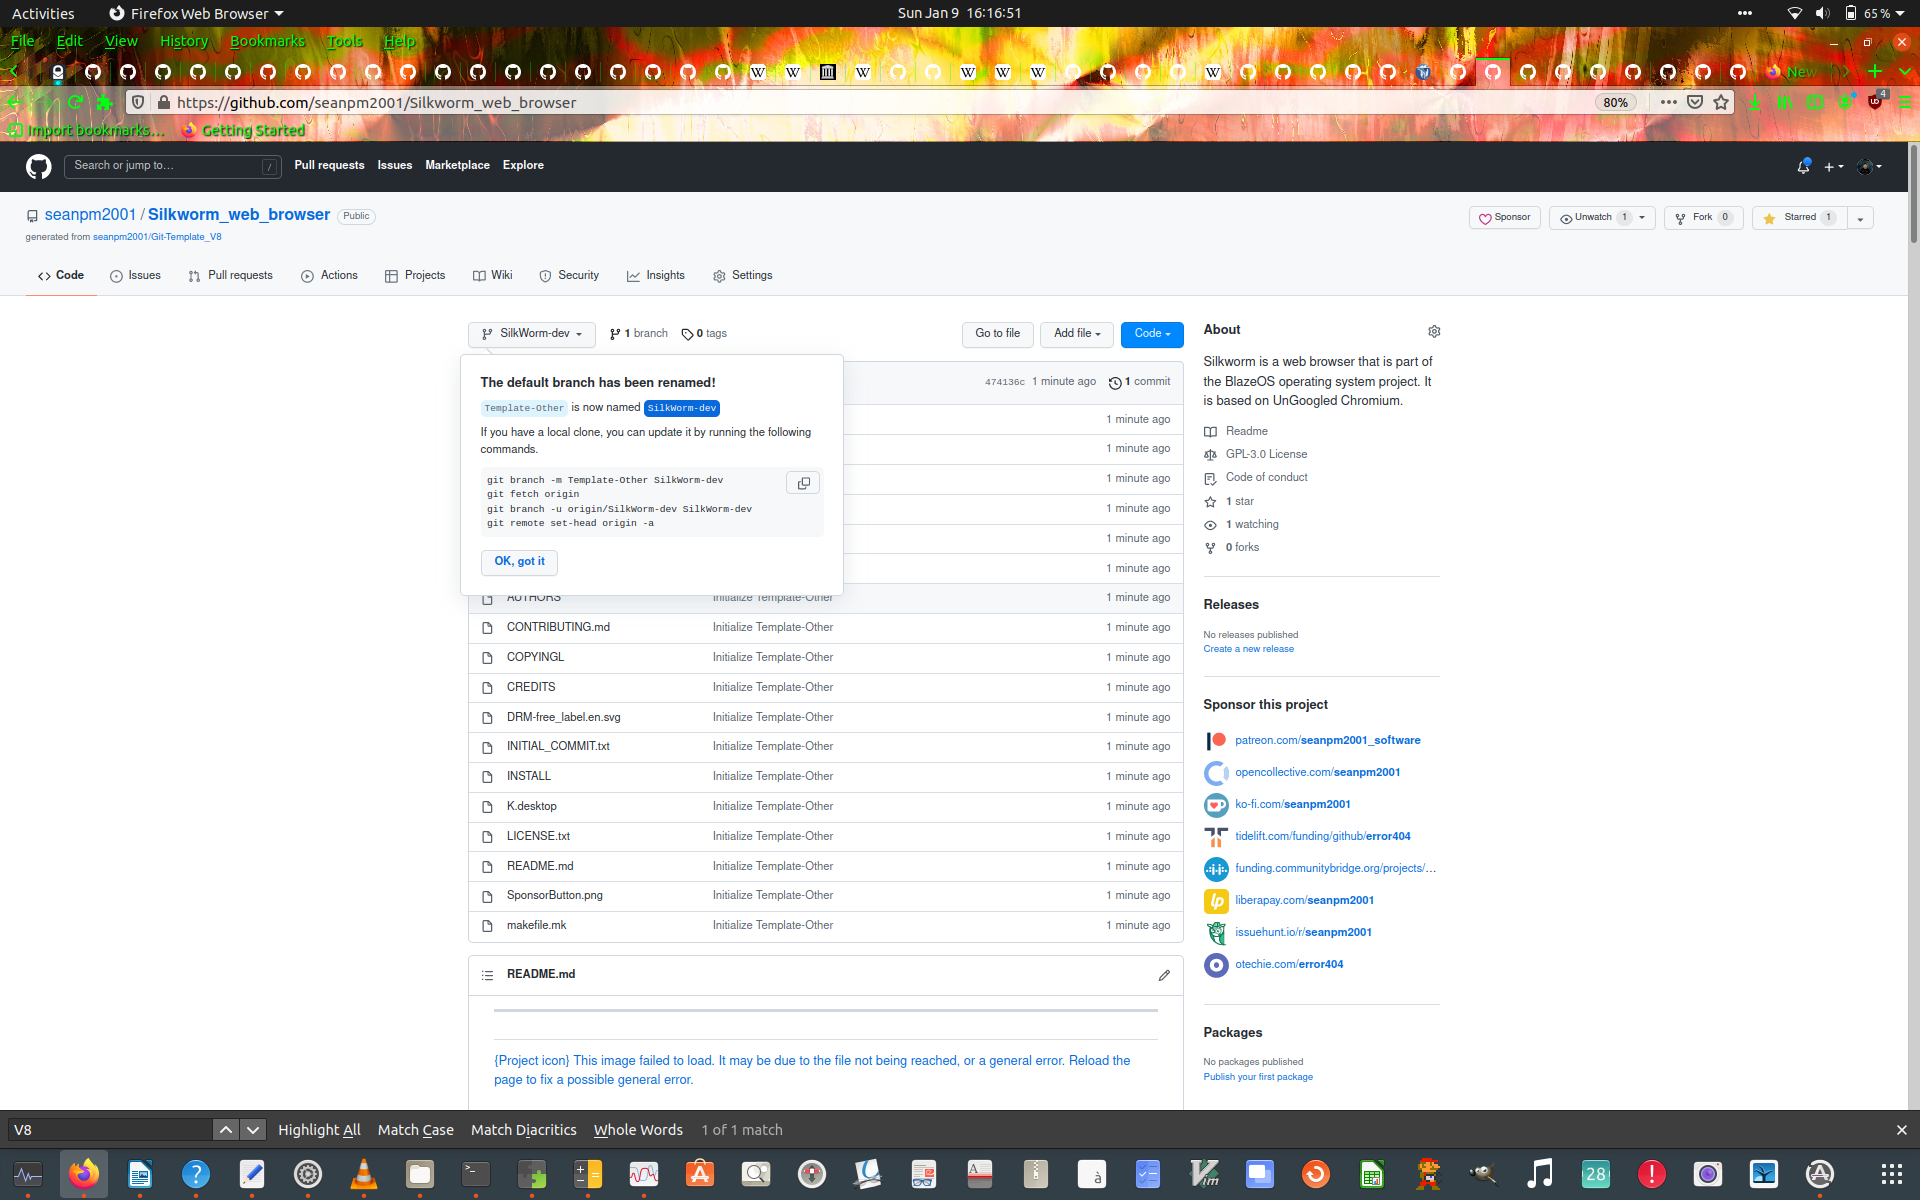 Activities
Firefox Web Browser
Sun Jan 9 16:16:51
65 %
File Edit View History Bookmarks Tools Help
New
https://github.com/seanpm2001/Silkworm_web_browser
80%
4
Import bookmarks...
Getting Started
Search or jump to...
/
Pull requests
Issues
Marketplace
Explore
seanpm2001 / Silkworm_web_browser
Public
generated from seanpm2001/Git-Template_V8
Sponsor
Unwatch 1
Fork 0
Starred 1
Code
Issues
Pull requests
Actions
Projects
Wiki
Security
Insights
Settings
SilkWorm-dev
1 branch
0 tags
Go to file
Add file
Code
The default branch has been renamed!
Template-Other is now named SilkWorm-dev
If you have a local clone, you can update it by running the following
commands.
git branch -m Template-Other SilkWorm-dev
git fetch origin
git branch -u origin/SilkWorm-dev SilkWorm-dev
git remote set-head origin -a
OK, got it
474136c 1 minute ago
1 commit
1 minute ago
1 minute ago
1 minute ago
1 minute ago
1 minute ago
1 minute ago
AUTHORS Initialize Template-Other 1 minute ago
CONTRIBUTING.md Initialize Template-Other 1 minute ago
COPYINGL Initialize Template-Other 1 minute ago
CREDITS Initialize Template-Other 1 minute ago
DRM-free_label.en.svg Initialize Template-Other 1 minute ago
INITIAL_COMMIT.txt Initialize Template-Other 1 minute ago
INSTALL Initialize Template-Other 1 minute ago
K.desktop Initialize Template-Other 1 minute ago
LICENSE.txt Initialize Template-Other 1 minute ago
README.md Initialize Template-Other 1 minute ago
SponsorButton.png Initialize Template-Other 1 minute ago
makefile.mk Initialize Template-Other 1 minute ago
README.md
{Project icon} This image failed to load. It may be due to the file not being reached, or a general error. Reload the
page to fix a possible general error.
About
Silkworm is a web browser that is part of
the BlazeOS operating system project. It
is based on UnGoogled Chromium.
Readme
GPL-3.0 License
Code of conduct
1 star
1 watching
0 forks
Releases
No releases published
Create a new release
Sponsor this project
patreon.com/seanpm2001_software
opencollective.com/seanpm2001
ko-fi.com/seanpm2001
tidelift.com/funding/github/error404
funding.communitybridge.org/projects/...
liberapay.com/seanpm2001
issuehunt.io/r/seanpm2001
otechie.com/error404
Packages
No packages published
Publish your first package
V8
Highlight All
Match Case
Match Diacritics
Whole Words
1 of 1 match
28